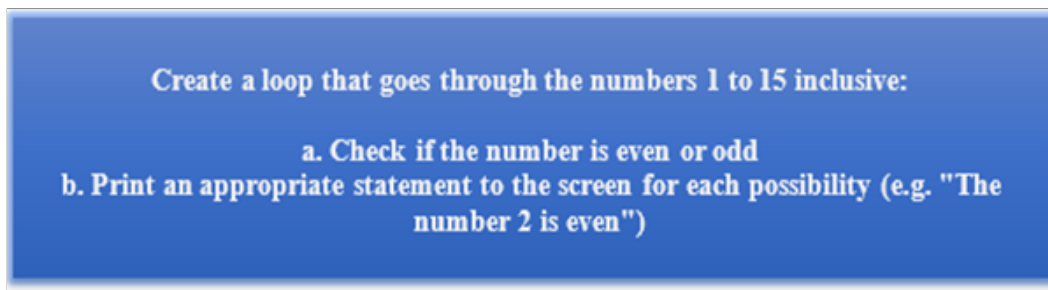 Create a loop that goes through the numbers 1 to 15 inclusive:
a. Check if the number is even or odd
b. Print an appropriate statement to the screen for each possibility (e.g. "The
number 2 is even")